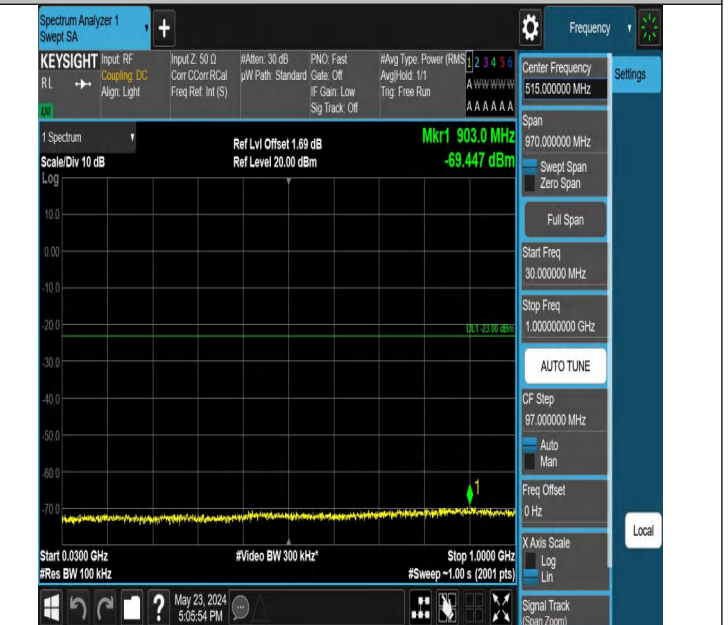 Spectrum Analyzer 1
Swept SA
+
Frequency
KEYSIGHT
RL
Input: RF
Coupling: DC
Align: Light
Input Z: 50 Ω
Corr CCorr RCal
Freq Ref: Int (S)
#Atten: 30 dB
µW Path: Standard
PNO: Fast
Gate: Off
IF Gain: Low
Sig Track: Off
#Avg Type: Power (RMS
Avg|Hold: 1/1
Trig: Free Run
1 2 3 4 5 6
A W W W W W
A A A A A A
LXI
1 Spectrum
Scale/Div 10 dB
Ref Lvl Offset 1.69 dB
Ref Level 20.00 dBm
Mkr1 903.0 MHz
-69.447 dBm
Log
10.0
0.00
-10.0
-20.0
DL1 -23.00 dBm
-30.0
-40.0
-50.0
-60.0
1
-70.0
Start 0.0300 GHz
#Res BW 100 kHz
#Video BW 300 kHz*
Stop 1.0000 GHz
#Sweep ~1.00 s (2001 pts)
Center Frequency
515.000000 MHz
Settings
Span
970.000000 MHz
Swept Span
Zero Span
Full Span
Start Freq
30.000000 MHz
Stop Freq
1.000000000 GHz
AUTO TUNE
CF Step
97.000000 MHz
Auto
Man
Freq Offset
0 Hz
Local
X Axis Scale
Log
Lin
Signal Track
(Span Zoom)
?
May 23, 2024
5:05:54 PM